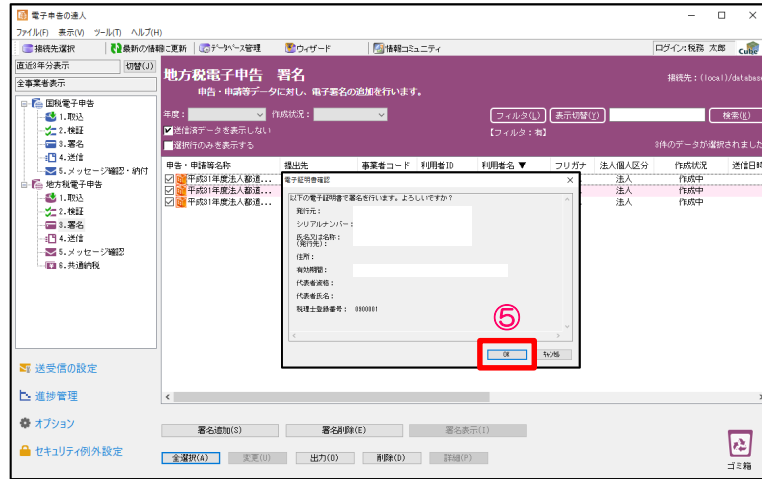 電子申告の達人
ファイル(F) 表示(V) ツール(T) ヘルプ(H)
接続先選択 最新の情報に更新 データベース管理 ウィザード 情報コミュニティ ログイン:税務 太郎 Cube
直近3年分表示 切替(J)
全事業者表示
国税電子申告
1.取込
2.検証
3.署名
4.送信
5.メッセージ確認・納付
地方税電子申告
1.取込
2.検証
3.署名
4.送信
5.メッセージ確認
6.共通納税
送受信の設定
進捗管理
オプション
セキュリティ例外設定
地方税電子申告 署名
申告・申請等データに対し、電子署名の追加を行います。
接続先:(local)/database
年度: 作成状況: フィルタ(L) 表示切替(Y) 検索(K)
送信済データを表示しない 【フィルタ:有】
選択行のみを表示する 3件のデータが選択されました
申告・申請等名称 提出先 事業者コード 利用者ID 利用者名 ▼ フリガナ 法人個人区分 作成状況 送信日時
平成31年度法人都道... 法人 作成中
平成31年度法人都道... 法人 作成中
平成31年度法人都道... 法人 作成中
電子証明書確認
以下の電子証明書で署名を行います。よろしいですか?
発行元:
シリアルナンバー:
氏名又は名称:
(発行先):
住所:
有効期間:
代表者資格:
代表者氏名:
税理士登録番号: 0000001
⑤
OK キャンセル
署名追加(S) 署名削除(E) 署名表示(I)
全選択(A) 変更(U) 出力(O) 削除(D) 詳細(P)
ゴミ箱